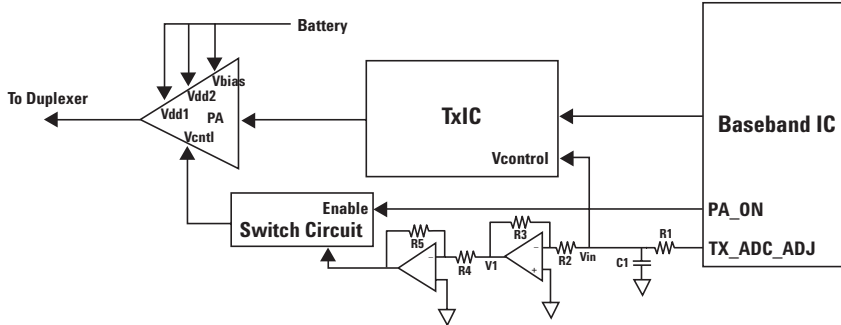 Battery
Vbias
Vdd2
To Duplexer
Vdd1
PA
TxIC
Baseband IC
Vcntl
Vcontrol
Enable
PA_ON
Switch Circuit
R5
R3
R1
TX_ADC_ADJ
R4
V1
R2
Vin
C1
-
-
+